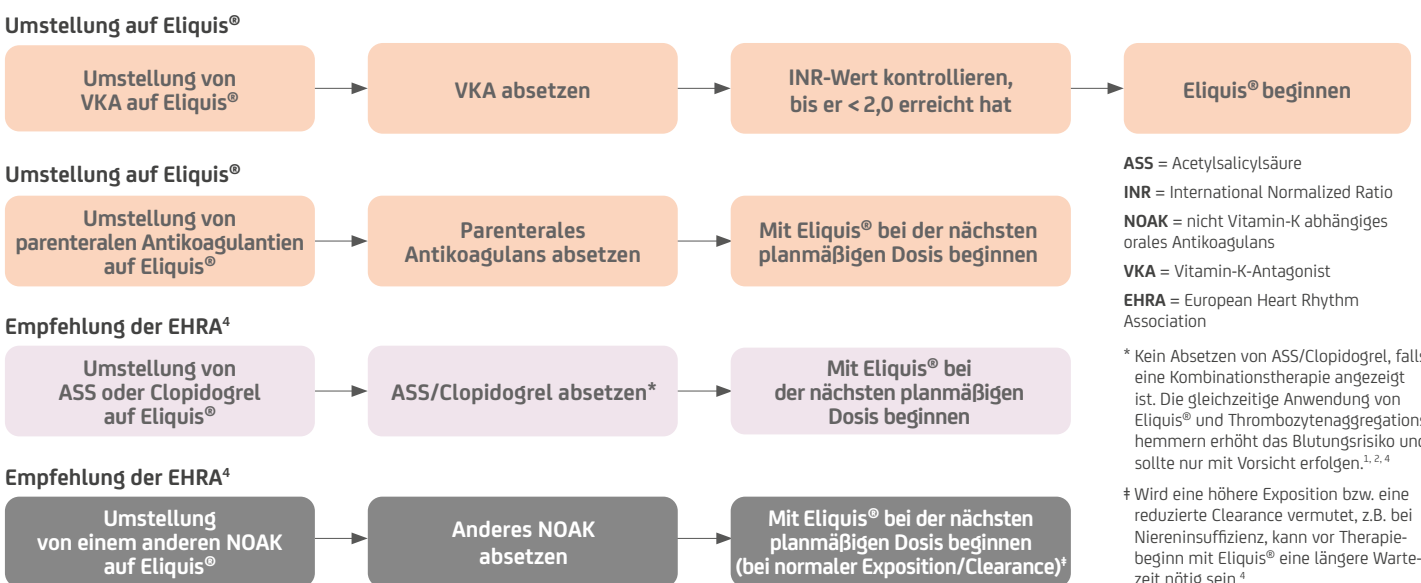 Umstellung auf Eliquis®
Umstellung von
VKA auf Eliquis®
VKA absetzen
INR-Wert kontrollieren,
bis er < 2,0 erreicht hat
Eliquis® beginnen
Umstellung auf Eliquis®
Umstellung von
parenteralen Antikoagulantien
auf Eliquis®
Parenterales
Antikoagulans absetzen
Mit Eliquis® bei der nächsten
planmäßigen Dosis beginnen
Empfehlung der EHRA⁴
Umstellung von
ASS oder Clopidogrel
auf Eliquis®
ASS/Clopidogrel absetzen*
Mit Eliquis® bei
der nächsten planmäßigen
Dosis beginnen
Empfehlung der EHRA⁴
Umstellung
von einem anderen NOAK
auf Eliquis®
Anderes NOAK
absetzen
Mit Eliquis® bei der nächsten
planmäßigen Dosis beginnen
(bei normaler Exposition/Clearance)‡
ASS = Acetylsalicylsäure
INR = International Normalized Ratio
NOAK = nicht Vitamin-K abhängiges
orales Antikoagulans
VKA = Vitamin-K-Antagonist
EHRA = European Heart Rhythm
Association
* Kein Absetzen von ASS/Clopidogrel, falls
eine Kombinationstherapie angezeigt
ist. Die gleichzeitige Anwendung von
Eliquis® und Thrombozytenaggregations
hemmern erhöht das Blutungsrisiko und
sollte nur mit Vorsicht erfolgen.¹, ², ⁴
‡ Wird eine höhere Exposition bzw. eine
reduzierte Clearance vermutet, z.B. bei
Niereninsuffizienz, kann vor Therapie-
beginn mit Eliquis® eine längere Warte-
zeit nötig sein.⁴